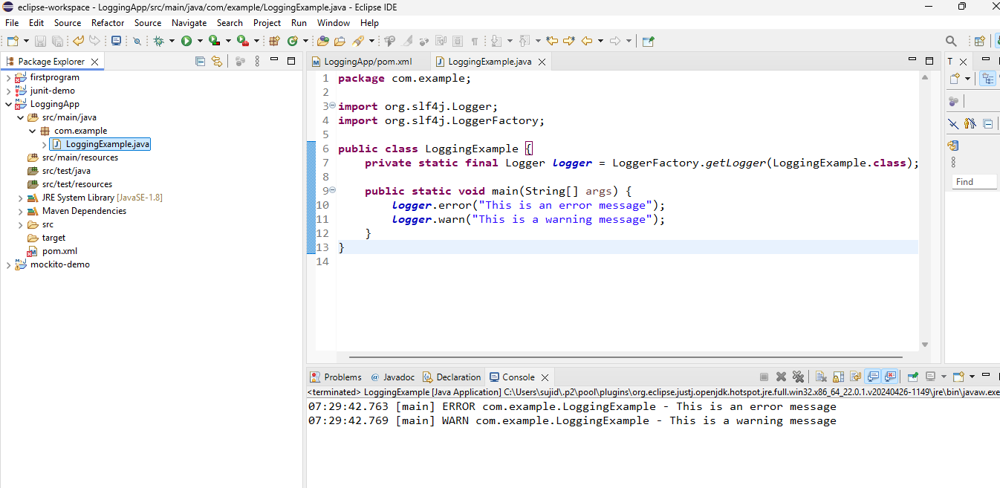 eclipse-workspace - LoggingApp/src/main/java/com/example/LoggingExample.java - Eclipse IDE
File Edit Source Refactor Source Navigate Search Project Run Window Help
Package Explorer
firstprogram
junit-demo
LoggingApp
src/main/java
com.example
LoggingExample.java
src/main/resources
src/test/java
src/test/resources
JRE System Library [JavaSE-1.8]
Maven Dependencies
src
target
pom.xml
mockito-demo
LoggingApp/pom.xml LoggingExample.java
1 package com.example;
2
3 import org.slf4j.Logger;
4 import org.slf4j.LoggerFactory;
5
6 public class LoggingExample {
7     private static final Logger logger = LoggerFactory.getLogger(LoggingExample.class);
8
9     public static void main(String[] args) {
10         logger.error("This is an error message");
11         logger.warn("This is a warning message");
12     }
13 }
14
T
Find
Problems Javadoc Declaration Console
<terminated> LoggingExample [Java Application] C:\Users\sujid\.p2\pool\plugins\org.eclipse.justj.openjdk.hotspot.jre.full.win32.x86_64_22.0.1.v20240426-1149\jre\bin\javaw.exe
07:29:42.763 [main] ERROR com.example.LoggingExample - This is an error message
07:29:42.769 [main] WARN com.example.LoggingExample - This is a warning message